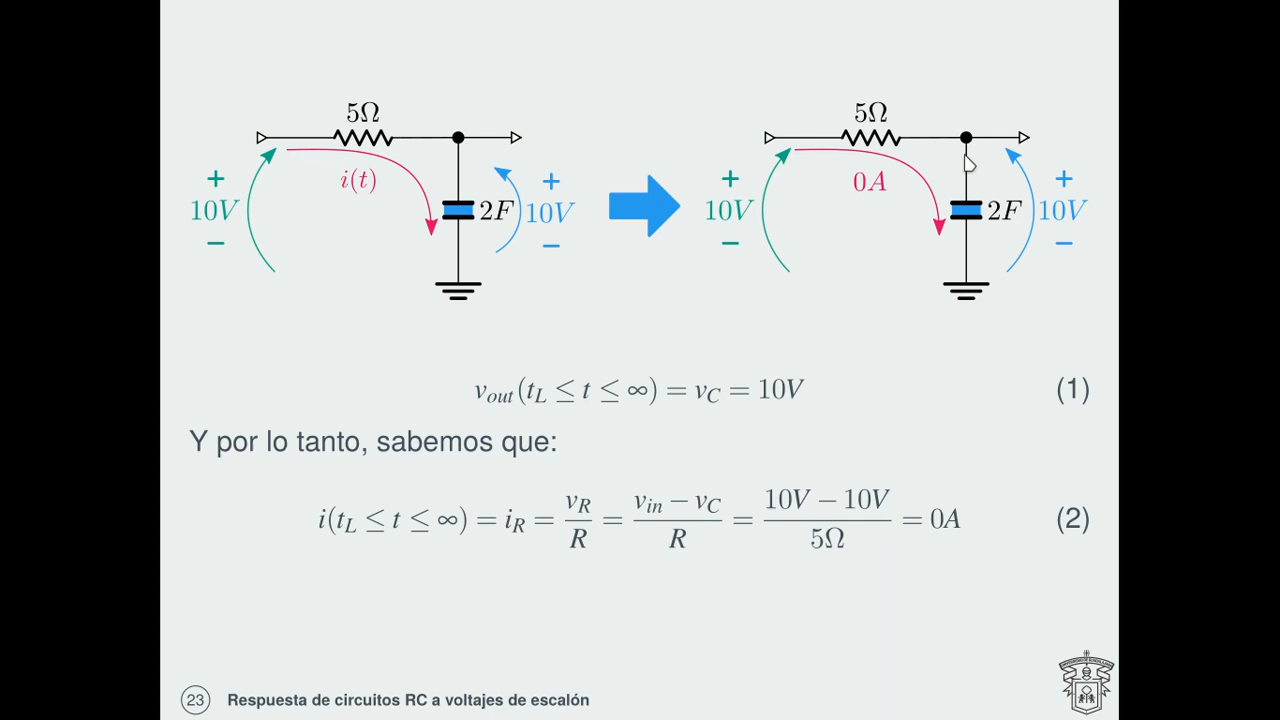 5Ω 5Ω
+ i(t) + + 0A +
10V 2F 10V 10V 2F 10V
− − − −
v_out(t_L ≤ t ≤ ∞) = v_C = 10V (1)
Y por lo tanto, sabemos que:
i(t_L ≤ t ≤ ∞) = i_R = v_R/R = (v_in − v_C)/R = (10V − 10V)/5Ω = 0A (2)
23 Respuesta de circuitos RC a voltajes de escalón